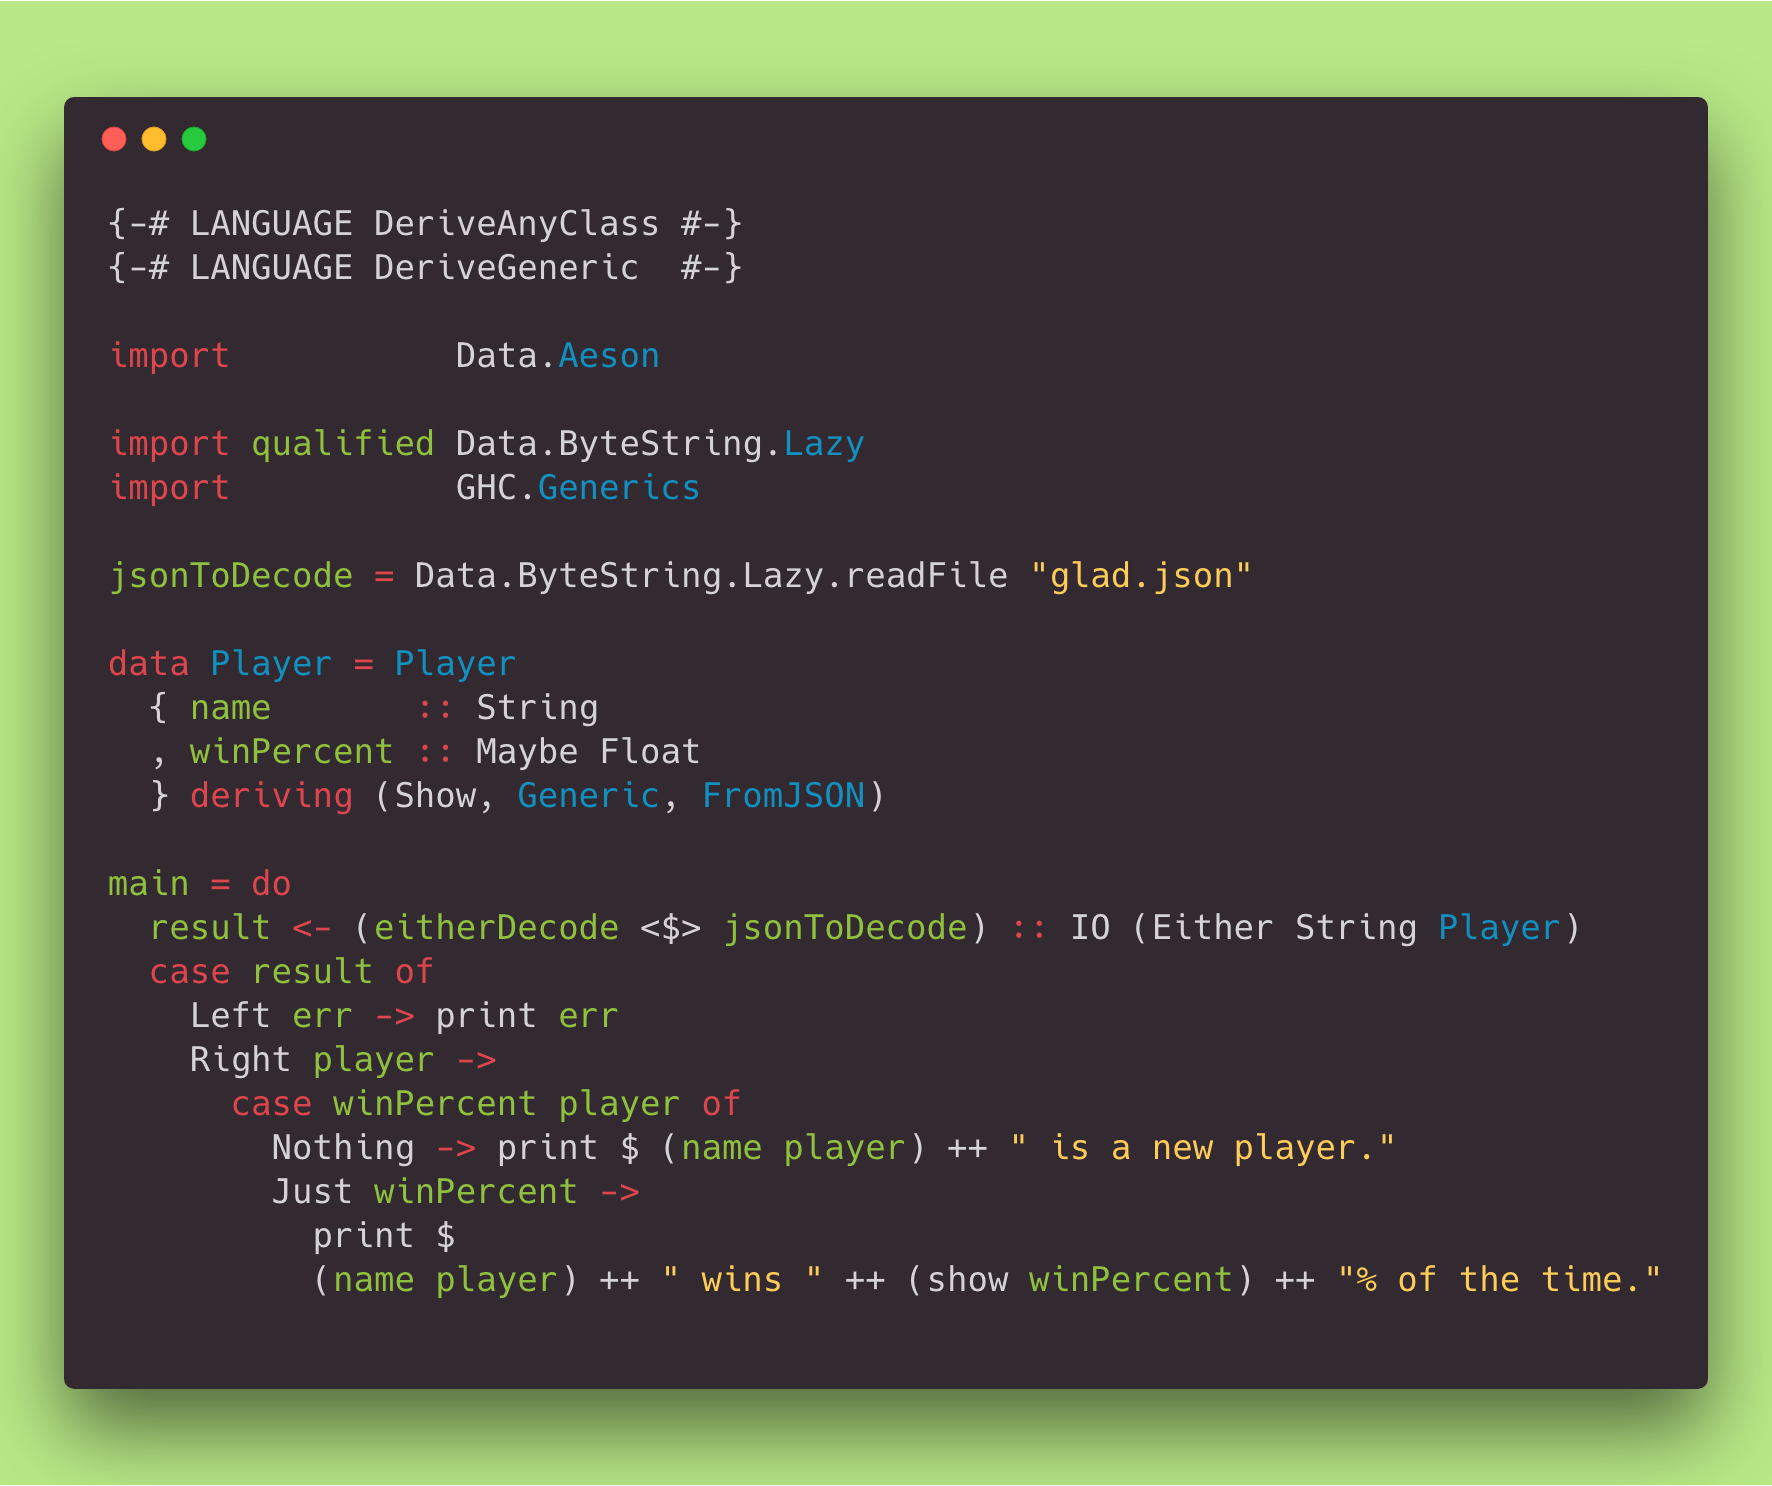 {-# LANGUAGE DeriveAnyClass #-}
{-# LANGUAGE DeriveGeneric  #-}

import           Data.Aeson

import qualified Data.ByteString.Lazy
import           GHC.Generics

jsonToDecode = Data.ByteString.Lazy.readFile "glad.json"

data Player = Player
  { name       :: String
  , winPercent :: Maybe Float
  } deriving (Show, Generic, FromJSON)

main = do
  result <- (eitherDecode <$> jsonToDecode) :: IO (Either String Player)
  case result of
    Left err -> print err
    Right player ->
      case winPercent player of
        Nothing -> print $ (name player) ++ " is a new player."
        Just winPercent ->
          print $
          (name player) ++ " wins " ++ (show winPercent) ++ "% of the time."